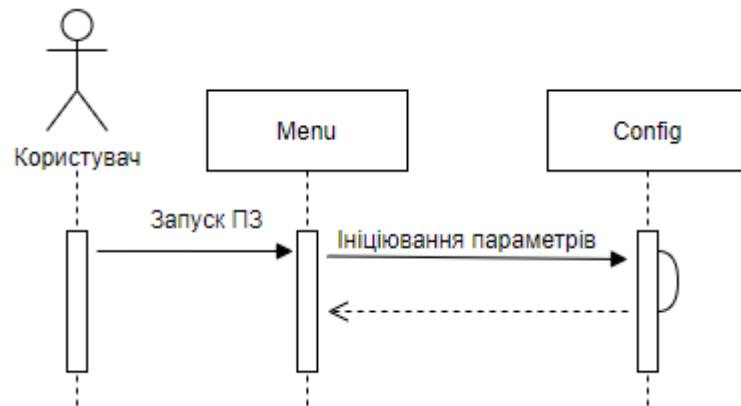 Користувач
Menu
Config
Запуск ПЗ
Ініціювання параметрів